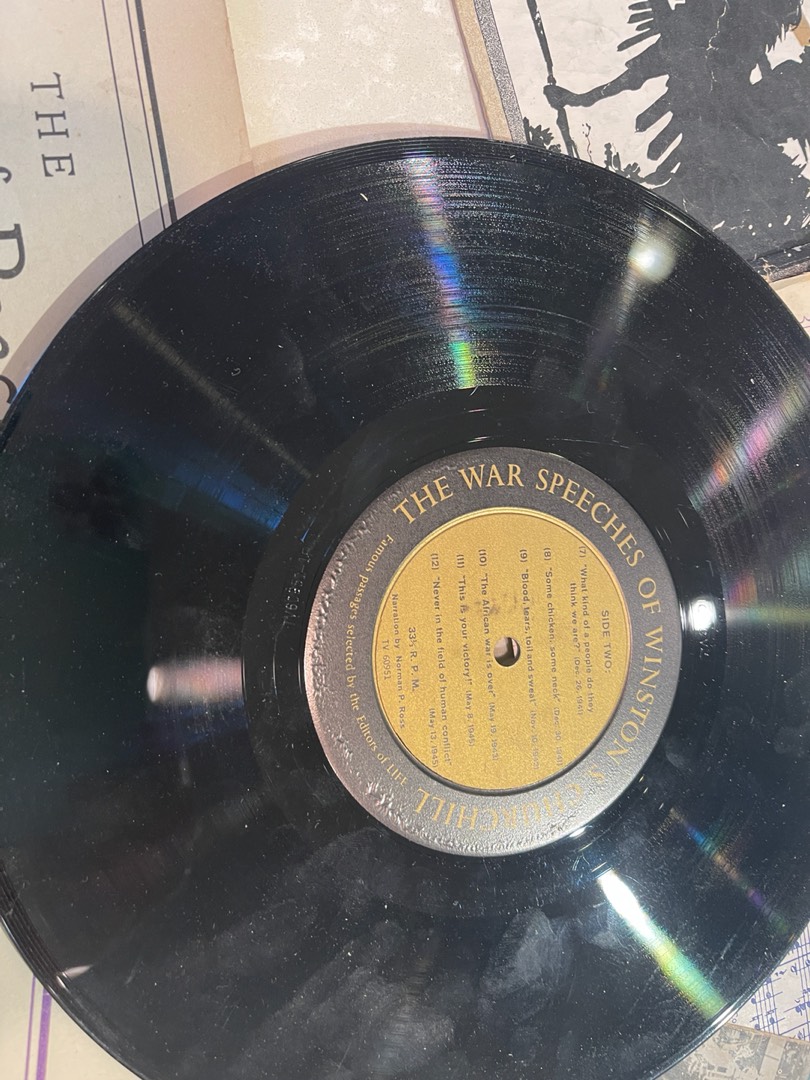 THE
THE WAR SPEECHES OF WINSTON S CHURCHILL
Famous passages selected by the Editors of LIFE
SIDE TWO:
(7) "What kind of a people do they
think we are?" (Dec. 26, 1941)
(8) "Some chicken, some neck" (Dec. 30, 1941)
(9) "Blood, tears, toil and sweat"
(10) "The African war is over" (May 19, 1943)
(11) "This is your victory!" (May 8, 1945)
(12) "Never in the field of human conflict"
(May 13, 1945)
33⅓ R. P. M.
Narration by Norman P. Ross
TV 60951